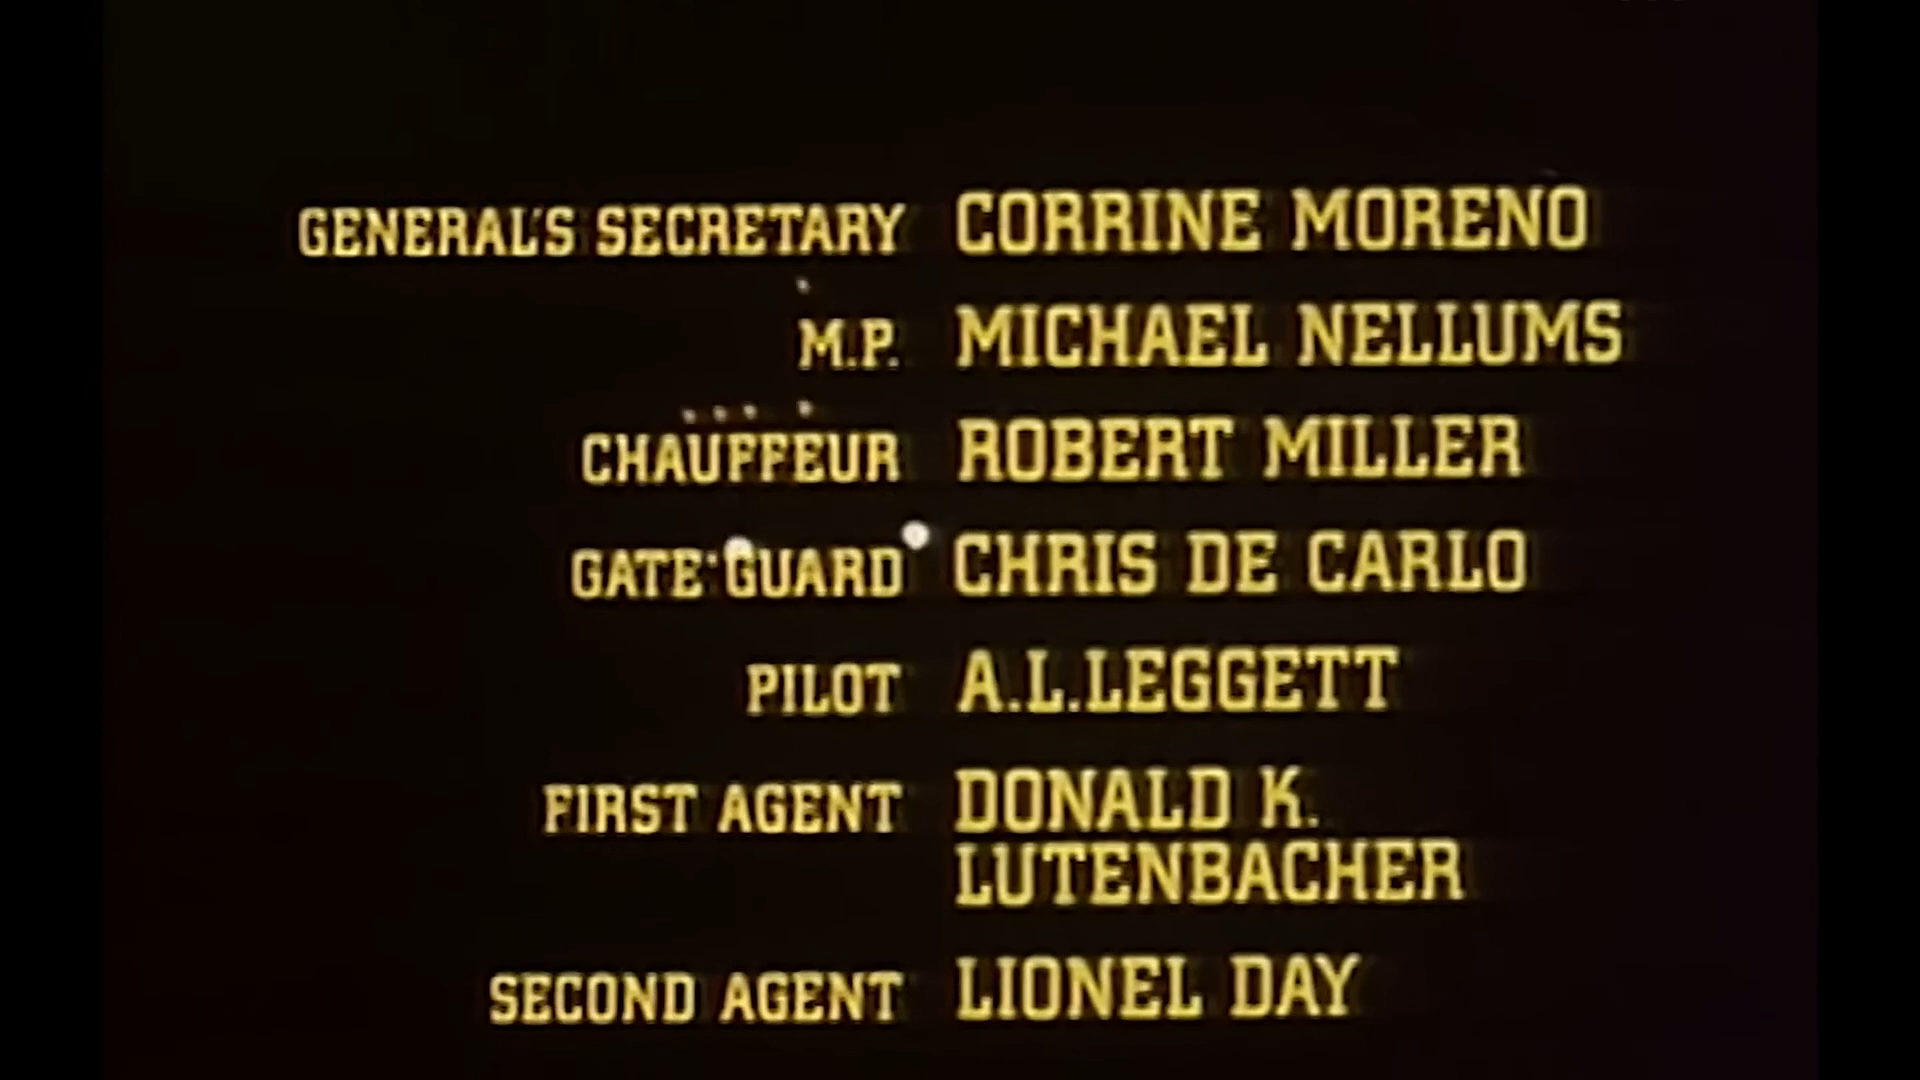 GENERAL'S SECRETARY CORRINE MORENO
M.P. MICHAEL NELLUMS
CHAUFFEUR ROBERT MILLER
GATE GUARD CHRIS DE CARLO
PILOT A.L.LEGGETT
FIRST AGENT DONALD K.
LUTENBACHER
SECOND AGENT LIONEL DAY